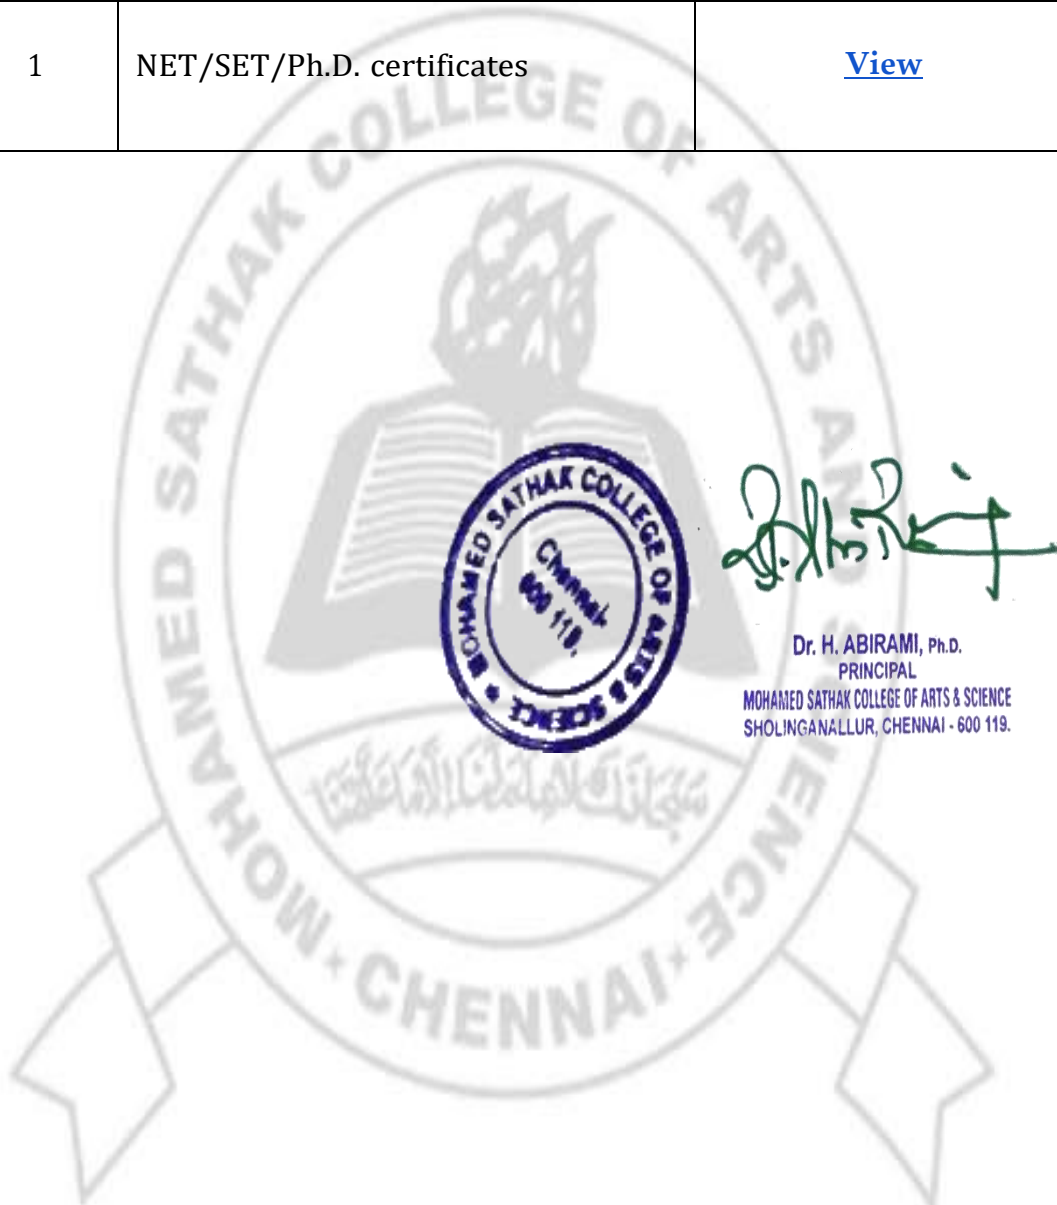 1 NET/SET/Ph.D. certificates View
MOHAMED SATHAK COLLEGE OF ARTS AND SCIENCE
* CHENNAI *
MOHAMED SATHAK COLLEGE OF ARTS & SCIENCE *
Chennai-
600 119.
Dr. H. ABIRAMI, Ph.D.
PRINCIPAL
MOHAMED SATHAK COLLEGE OF ARTS & SCIENCE
SHOLINGANALLUR, CHENNAI - 600 119.